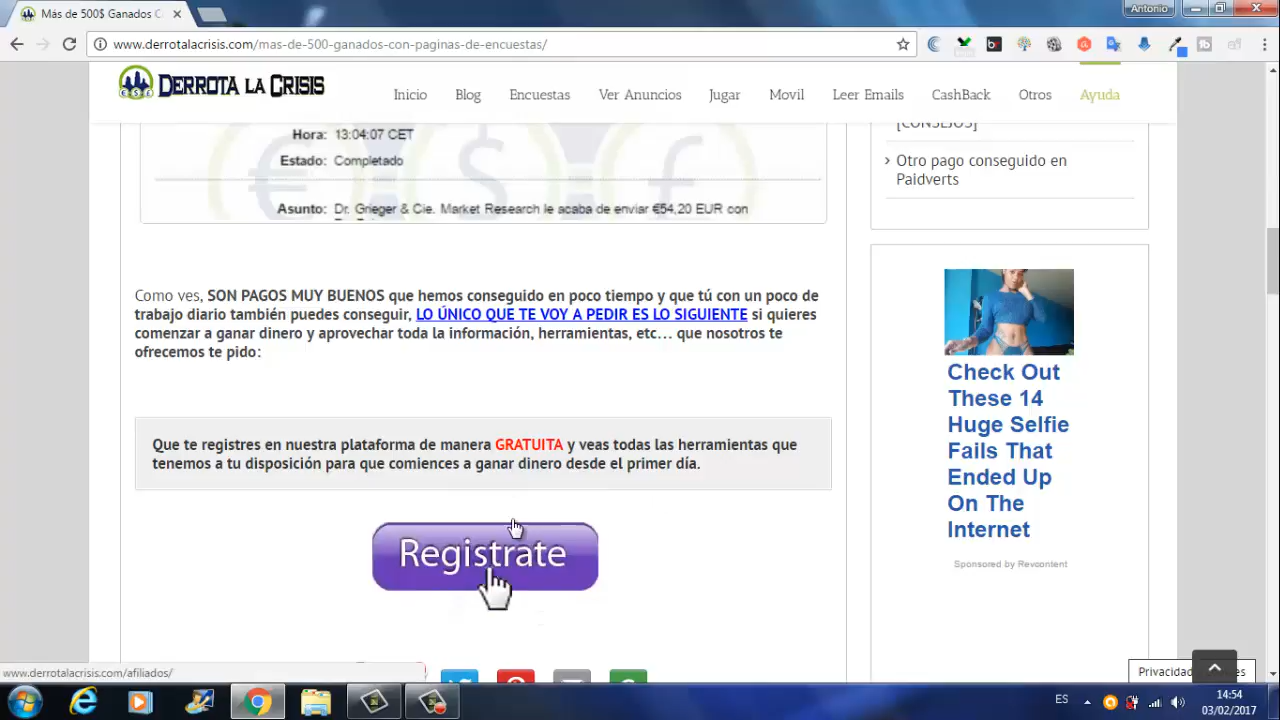 Más de 500$ Ganados C
Antonio
www.derrotalacrisis.com/mas-de-500-ganados-con-paginas-de-encuestas/
DERROTA LA CRISIS
Inicio Blog Encuestas Ver Anuncios Jugar Movil Leer Emails CashBack Otros Ayuda
Hora: 13:04:07 CET
Estado: Completado
Asunto: Dr. Grieger & Cie. Market Research le acaba de enviar €54,20 EUR con
[CONSEJOS]
Otro pago conseguido en
Paidverts
Como ves, SON PAGOS MUY BUENOS que hemos conseguido en poco tiempo y que tú con un poco de
trabajo diario también puedes conseguir, LO ÚNICO QUE TE VOY A PEDIR ES LO SIGUIENTE si quieres
comenzar a ganar dinero y aprovechar toda la información, herramientas, etc… que nosotros te
ofrecemos te pido:
Que te registres en nuestra plataforma de manera GRATUITA y veas todas las herramientas que
tenemos a tu disposición para que comiences a ganar dinero desde el primer día.
Registrate
Check Out
These 14
Huge Selfie
Fails That
Ended Up
On The
Internet
Sponsored by Revcontent
www.derrotalacrisis.com/afiliados/
Privacidad
ES
14:54
03/02/2017